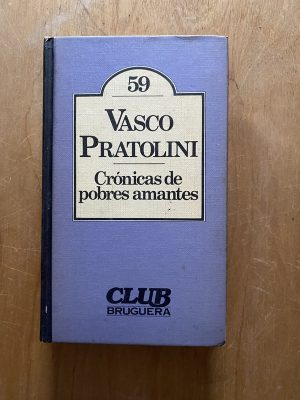 59
VASCO
PRATOLINI
Crónicas de
pobres amantes
CLUB
BRUGUERA